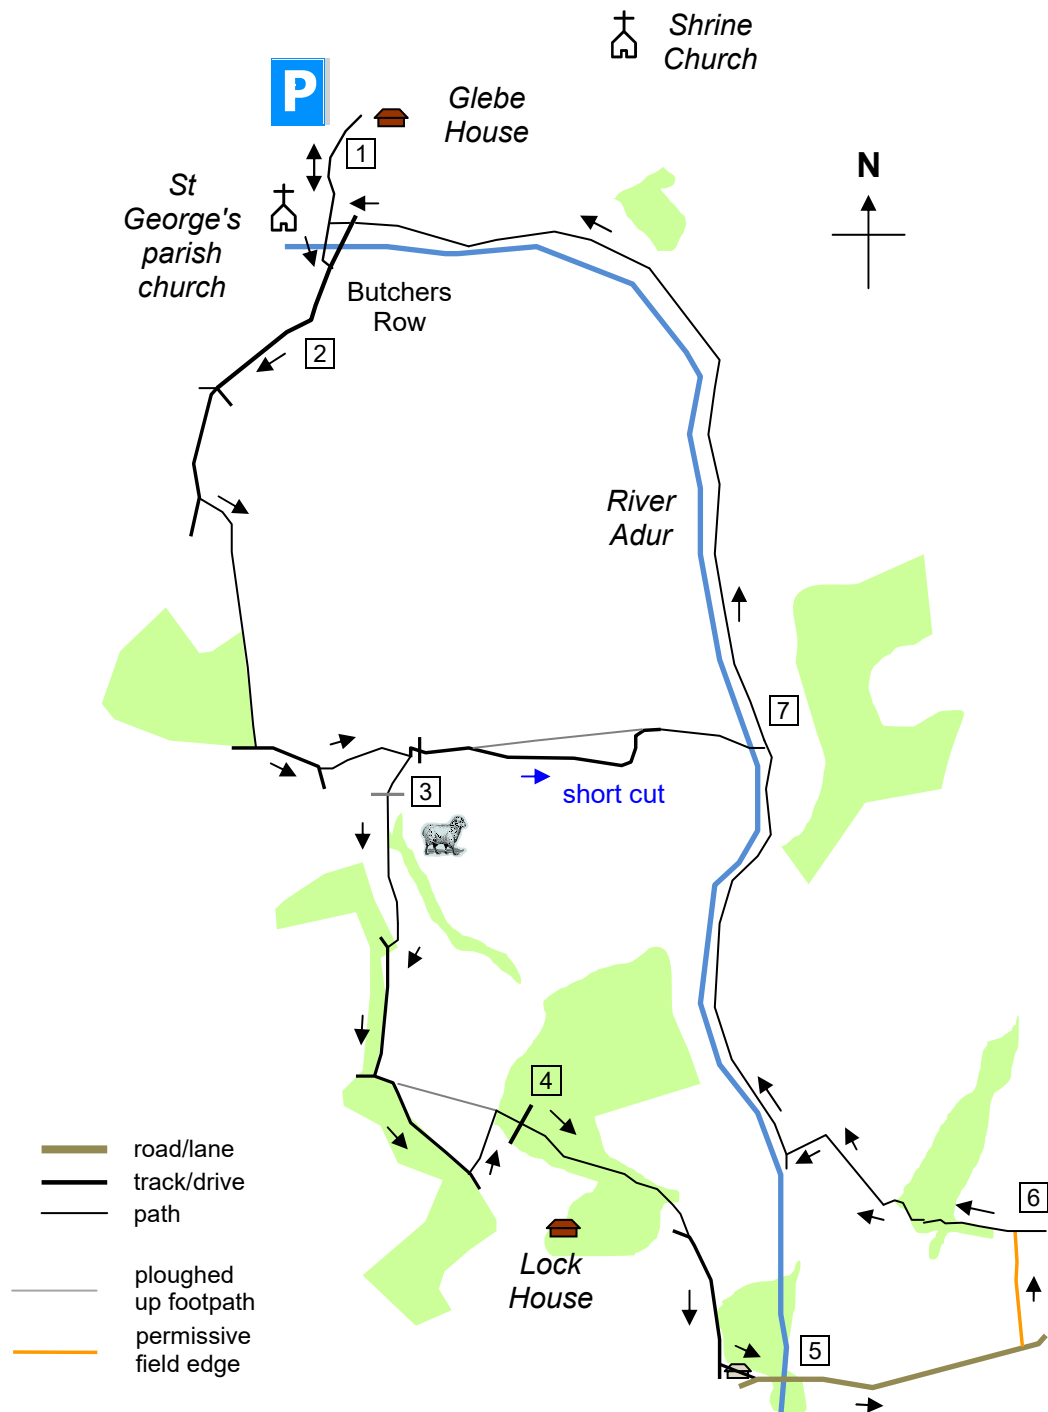 Shrine
Church
P
Glebe
House
1
St
George's
parish
church
N
Butchers
Row
2
River
Adur
7
3
short cut
4
road/lane
track/drive
path
6
Lock
House
ploughed
up footpath
permissive
field edge
5